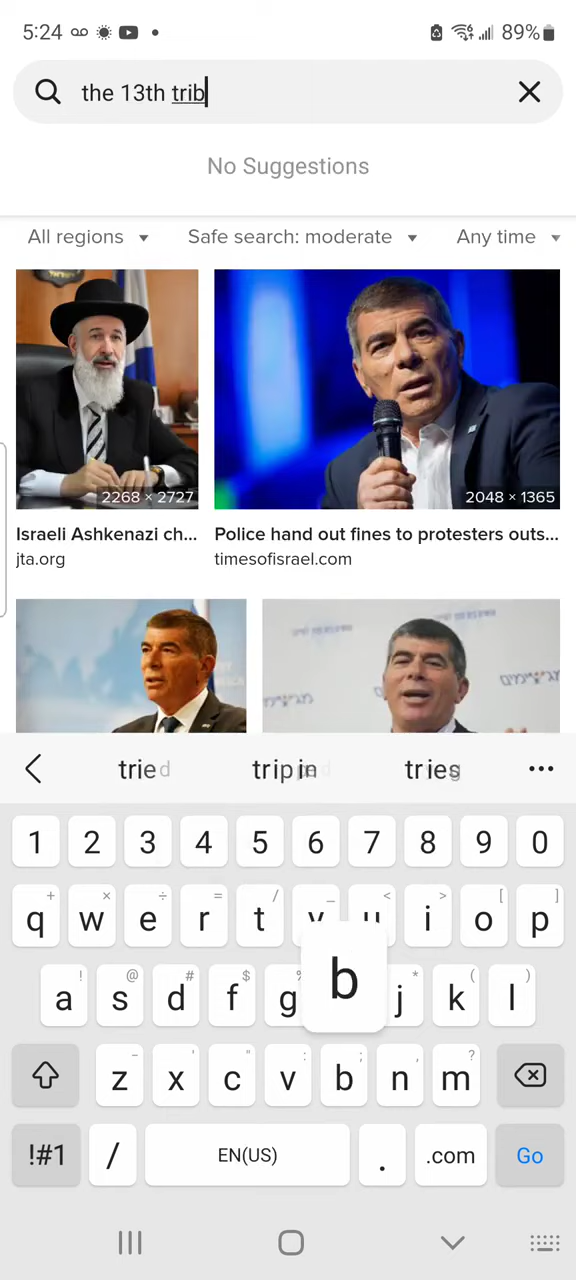 5:24 89%
the 13th trib
No Suggestions
All regions Safe search: moderate Any time
2268 × 2727 2048 × 1365
Israeli Ashkenazi ch... Police hand out fines to protesters outs...
jta.org timesofisrael.com
tried tripin tries
1 2 3 4 5 6 7 8 9 0
+ × ÷ = / _ < > [ ]
q w e r t y u i o p
! @ # $ % * ( )
a s d f g b j k l
- ' " : ; , ?
z x c v b n m
!#1 / EN(US) . .com Go